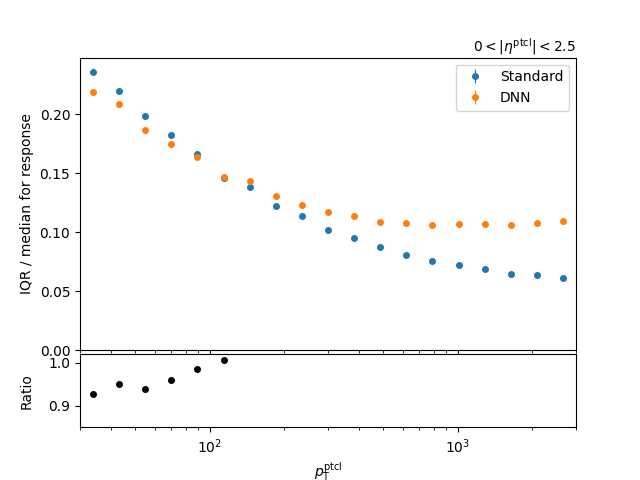 0 < |η^ptcl| < 2.5
Standard
DNN
IQR / median for response
0.20
0.15
0.10
0.05
0.00
Ratio
1.0
0.9
10^2
10^3
p_T^ptcl